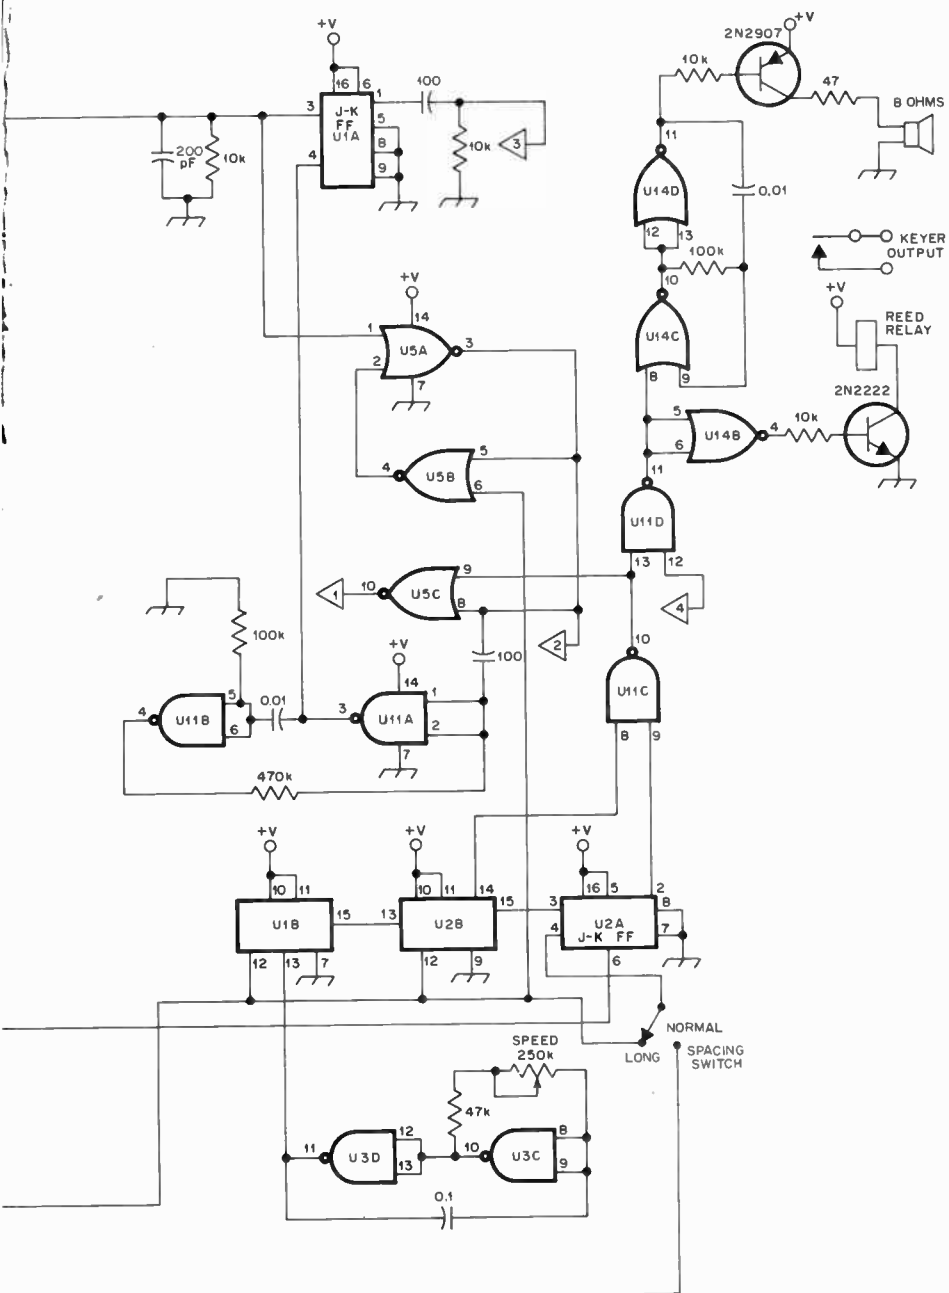 +V
2N2907
+V
10k
47
8 OHMS
16 6
100
1
3
J-K
FF
U1A
5
8
9
4
200
pF
10k
10k
3
11
U14D
12 13
0.01
100k
10
KEYER
OUTPUT
+V
REED
RELAY
+V
14
1
U5A
3
2
7
U14C
8 9
2N2222
5
U14B
4
10k
6
4
U5B
5
6
11
U11D
13 12
10
U5C
9
8
1
4
2
100k
100
10
U11C
8 9
+V
14
4
U11B
5
6
0.01
3
U11A
1
2
7
470k
+V
+V
+V
10 11
10 11 14
16 5 2
U1B
15
13
U2B
15
3
U2A
J-K FF
8
4
7
12 13 7
12 9
6
NORMAL
LONG
SPACING
SWITCH
SPEED
250k
47k
11
U3D
12
13
10
U3C
8
9
0.1